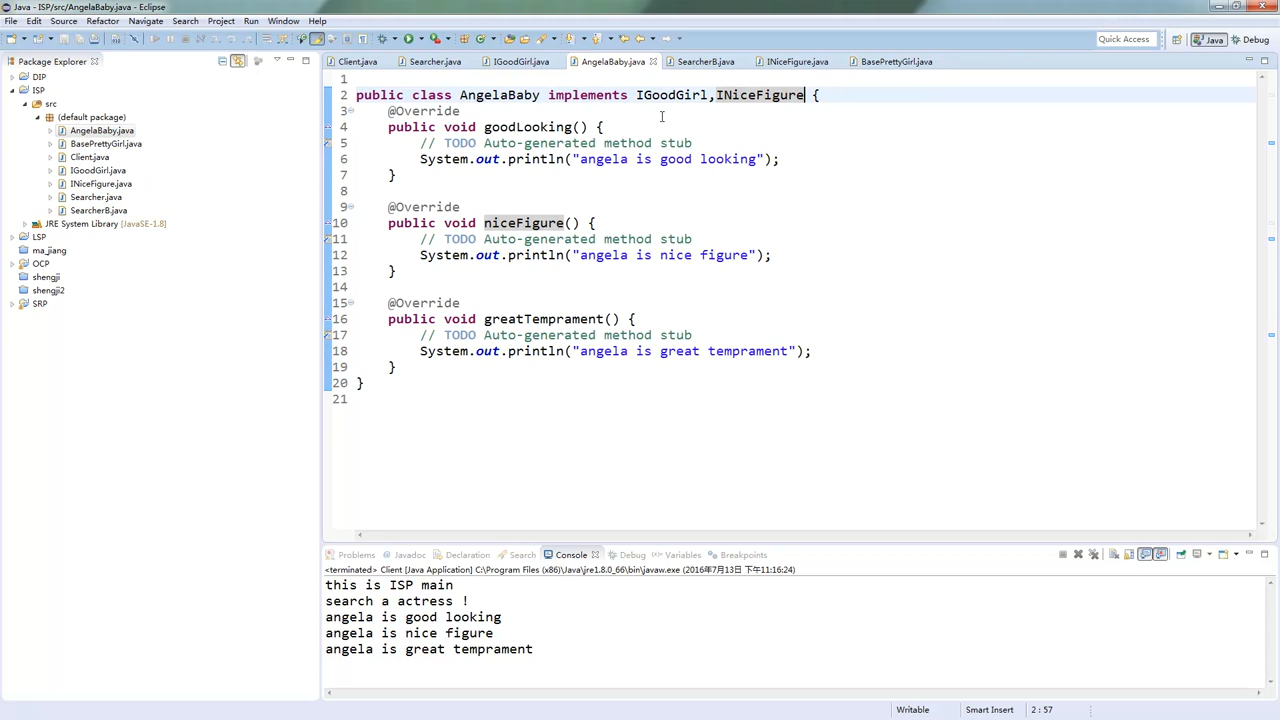 Java - ISP/src/AngelaBaby.java - Eclipse
File Edit Source Refactor Navigate Search Project Run Window Help
Quick Access Java Debug
Package Explorer
Client.java Searcher.java IGoodGirl.java AngelaBaby.java SearcherB.java INiceFigure.java BasePrettyGirl.java
DIP
ISP
src
(default package)
AngelaBaby.java
BasePrettyGirl.java
Client.java
IGoodGirl.java
INiceFigure.java
Searcher.java
SearcherB.java
JRE System Library [JavaSE-1.8]
LSP
ma_jiang
OCP
shengji
shengji2
SRP
1
2 public class AngelaBaby implements IGoodGirl,INiceFigure {
3 @Override
4 public void goodLooking() {
5 // TODO Auto-generated method stub
6 System.out.println("angela is good looking");
7 }
8
9 @Override
10 public void niceFigure() {
11 // TODO Auto-generated method stub
12 System.out.println("angela is nice figure");
13 }
14
15 @Override
16 public void greatTemprament() {
17 // TODO Auto-generated method stub
18 System.out.println("angela is great temprament");
19 }
20 }
21
Problems Javadoc Declaration Search Console Debug Variables Breakpoints
<terminated> Client [Java Application] C:\Program Files (x86)\Java\jre1.8.0_66\bin\javaw.exe (2016年7月13日 下午11:16:24)
this is ISP main
search a actress !
angela is good looking
angela is nice figure
angela is great temprament
Writable Smart Insert 2 : 57